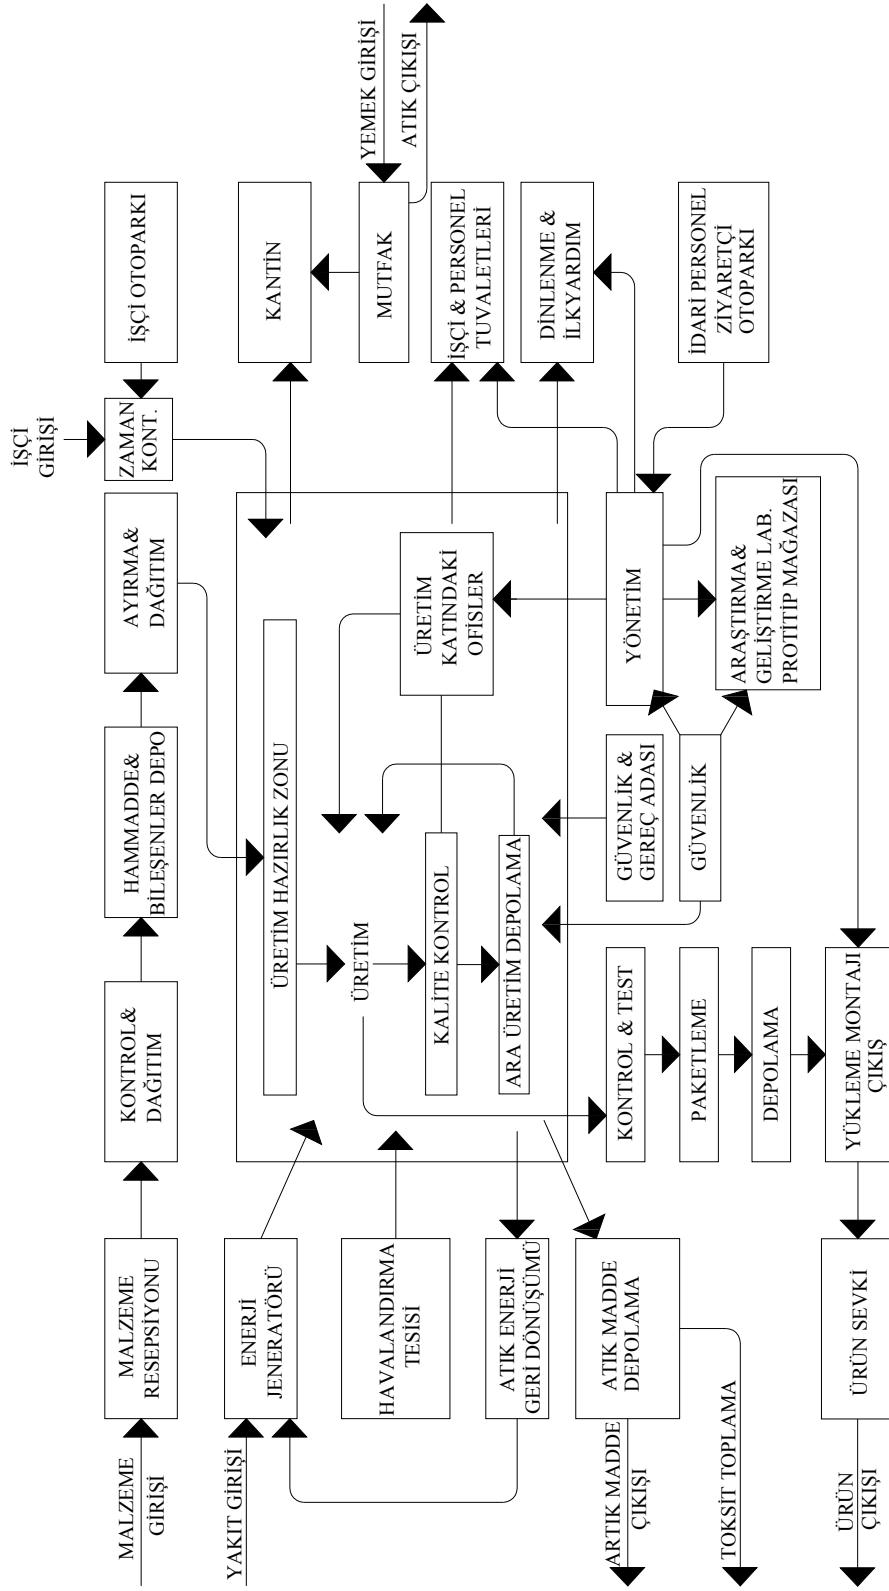 MALZEME
GİRİŞİ
MALZEME
RESEPSİYONU
KONTROL&
DAĞITIM
HAMMADDE&
BİLEŞENLER DEPO
AYIRMA&
DAĞITIM
İŞÇİ
GİRİŞİ
ZAMAN
KONT.
İŞÇİ OTOPARKI
YAKIT GİRİŞİ
ENERJİ
JENERATÖRÜ
HAVALANDIRMA
TESİSİ
ATIK ENERJİ
GERİ DÖNÜŞÜMÜ
ATIK MADDE
DEPOLAMA
ARTIK MADDE
ÇIKIŞI
TOKSİT TOPLAMA
ÜRETİM HAZIRLIK ZONU
ÜRETİM
KALİTE KONTROL
ARA ÜRETİM DEPOLAMA
ÜRETİM
KATINDAKİ
OFİSLER
KANTİN
MUTFAK
YEMEK GİRİŞİ
ATIK ÇIKIŞI
İŞÇİ & PERSONEL
TUVALETLERİ
DİNLENME &
İLKYARDIM
İDARİ PERSONEL
ZİYARETÇİ
OTOPARKI
YÖNETİM
ARAŞTIRMA&
GELİŞTİRME LAB.
PROTİTİP MAĞAZASI
GÜVENLİK &
GEREÇ ADASI
GÜVENLİK
KONTROL & TEST
PAKETLEME
DEPOLAMA
YÜKLEME MONTAJI
ÇIKIŞ
ÜRÜN SEVKİ
ÜRÜN
ÇIKIŞI